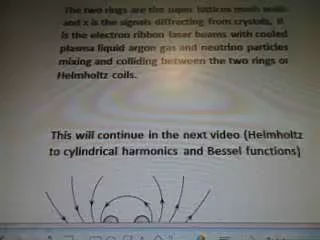 The two rings are the super lattices mesh walls
and x is the signals diffracting from crystals. It
is the electron ribbon laser beams with cooled
plasma liquid argon gas and neutrino particles
mixing and colliding between the two rings or
Helmholtz coils.
This will continue in the next video (Helmholtz
to cylindrical harmonics and Bessel functions)